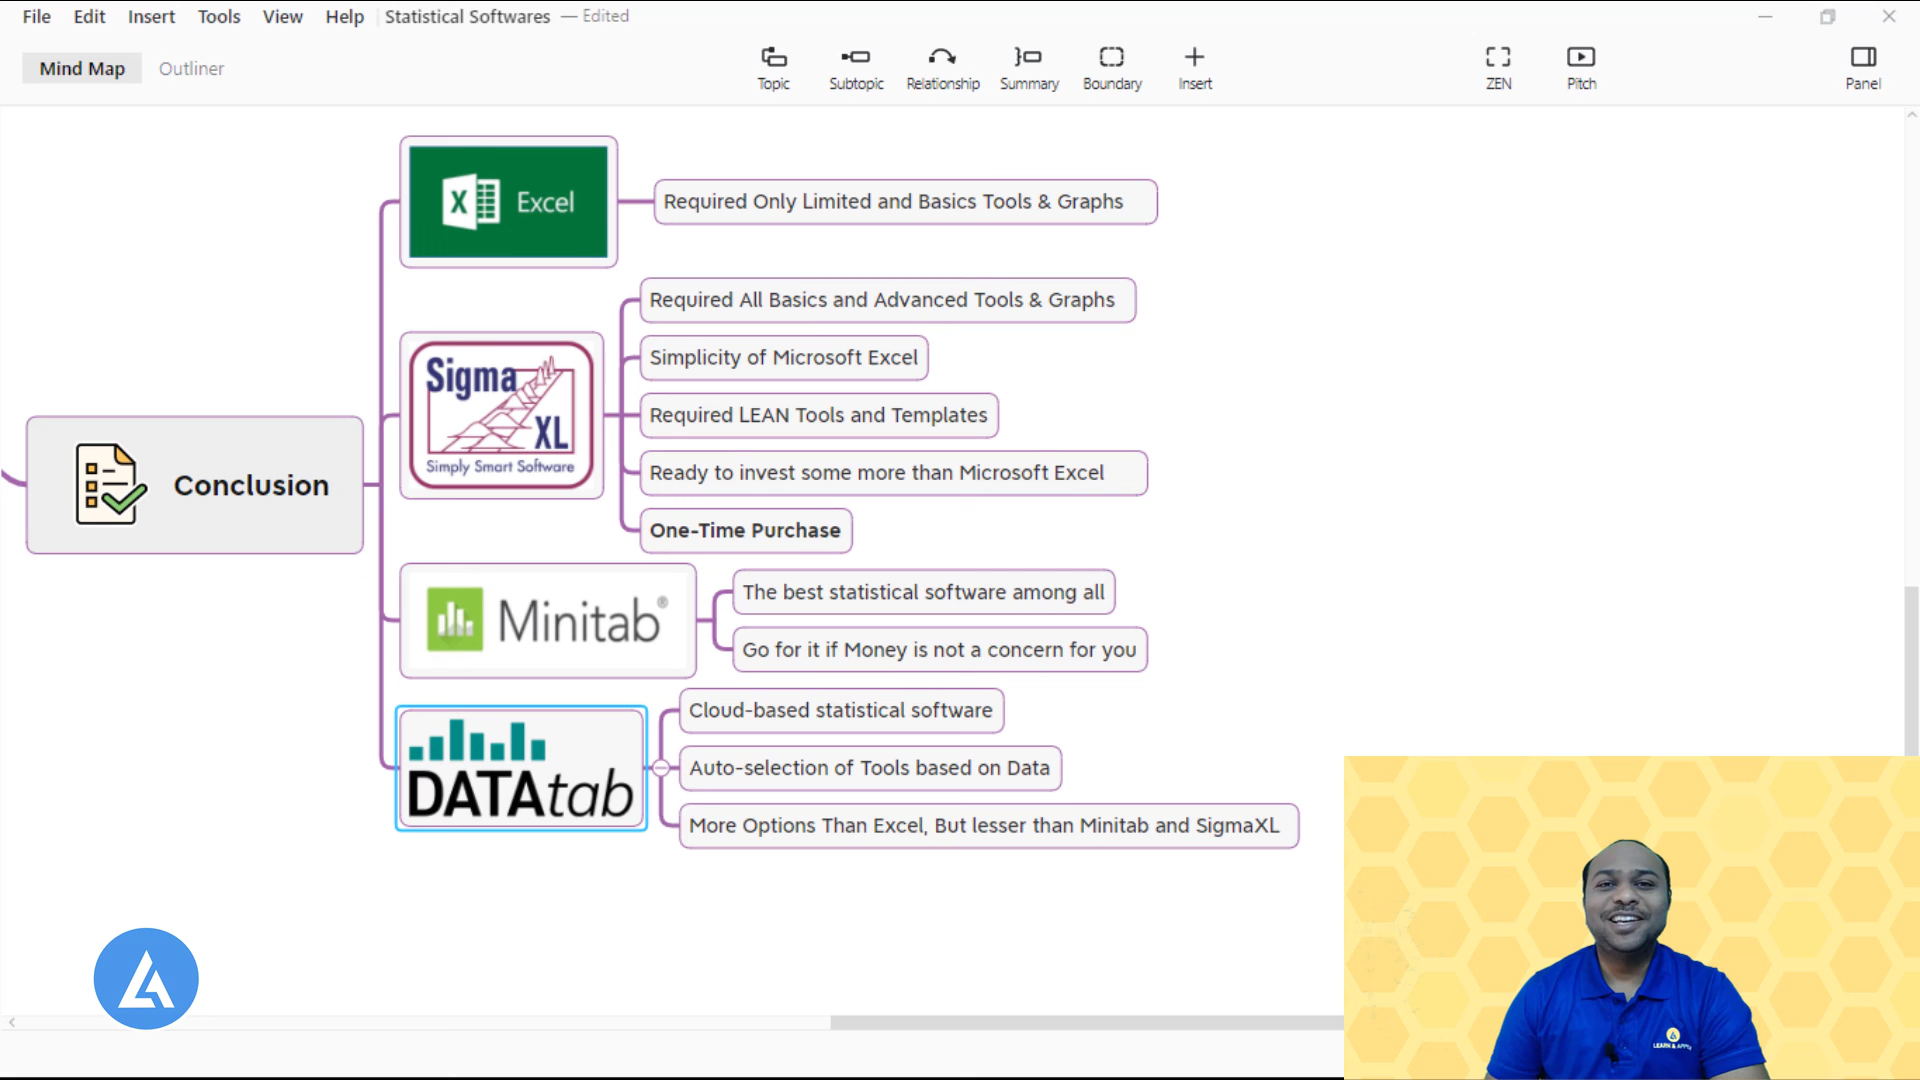 File Edit Insert Tools View Help Statistical Softwares — Edited
Mind Map Outliner
Topic Subtopic Relationship Summary Boundary Insert ZEN Pitch Panel
X Excel
Required Only Limited and Basics Tools & Graphs
Sigma
XL
Simply Smart Software
Required All Basics and Advanced Tools & Graphs
Simplicity of Microsoft Excel
Required LEAN Tools and Templates
Ready to invest some more than Microsoft Excel
One-Time Purchase
Conclusion
Minitab®
The best statistical software among all
Go for it if Money is not a concern for you
DATAtab
Cloud-based statistical software
Auto-selection of Tools based on Data
More Options Than Excel, But lesser than Minitab and SigmaXL
LEARN & APPLY